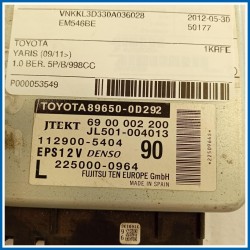 VNKKL3D330A036028 2012-05-30
EM546BE 50177
TOYOTA 1KRFE
YARIS (09/11>)
1.0 BER. 5P/B/998CC
P000053549
TOYOTA 89650-0D292
JTEKT 69 00 002 200
JL501-004013
112900-5404 90
EPS12V DENSO
L 225000-0964
FUJITSU TEN EUROPE GmbH
MADE IN SPAIN